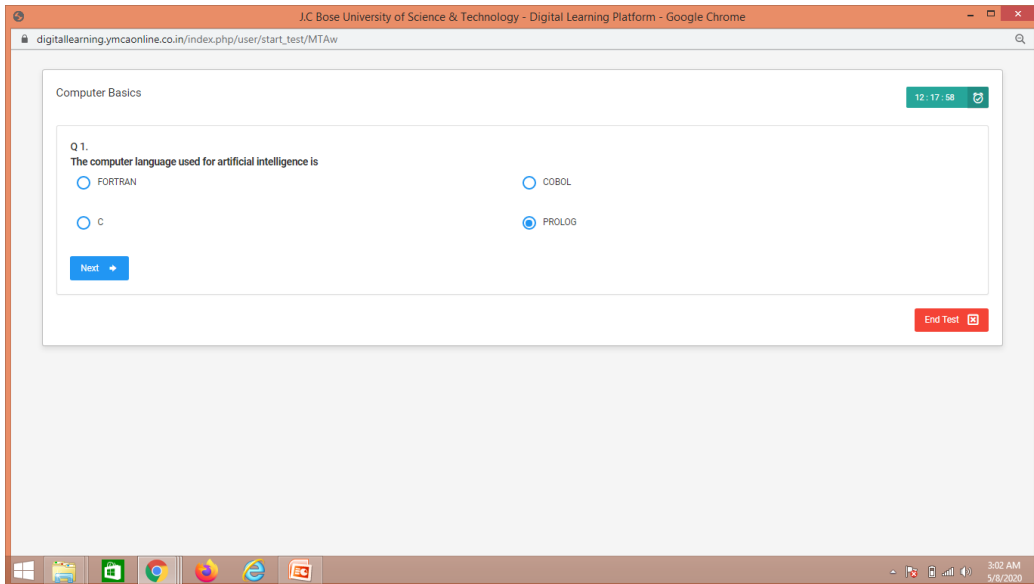 J.C Bose University of Science & Technology - Digital Learning Platform - Google Chrome
digitallearning.ymcaonline.co.in/index.php/user/start_test/MTAw
Computer Basics
12 : 17 : 58
Q 1.
The computer language used for artificial intelligence is
FORTRAN
COBOL
C
PROLOG
Next
End Test
3:02 AM
5/8/2020